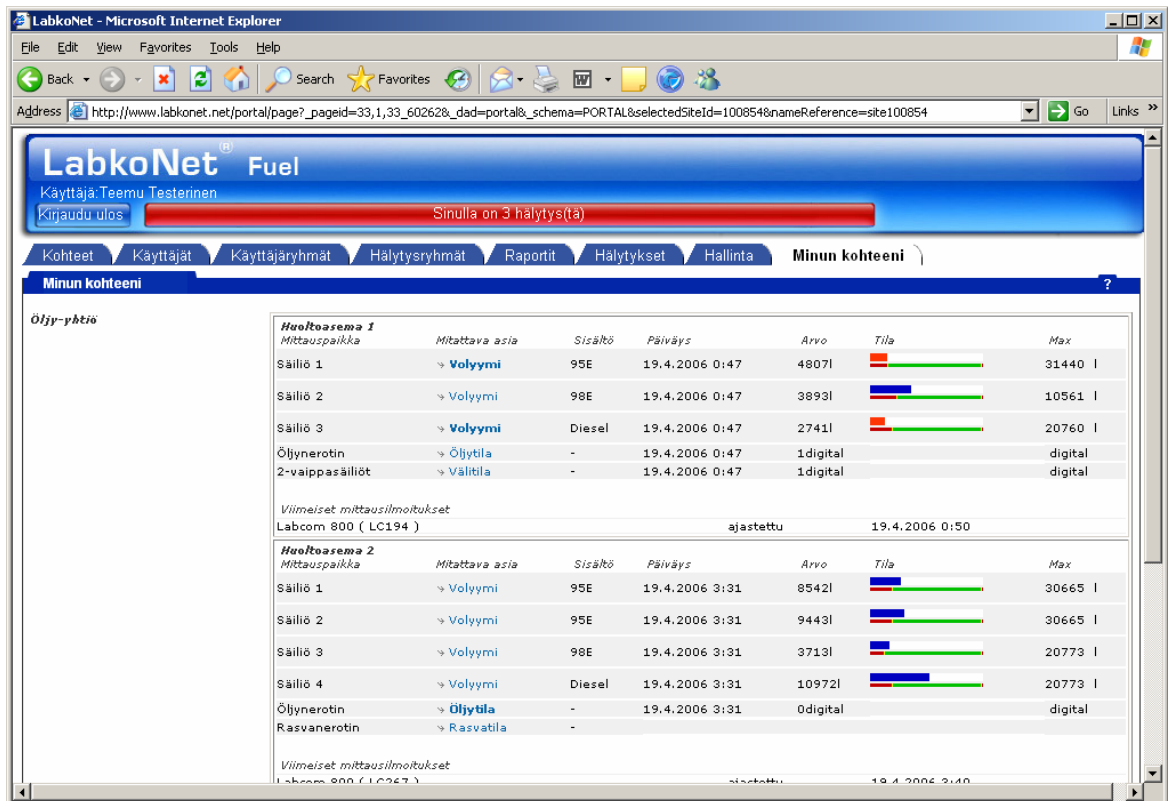 LabkoNet - Microsoft Internet Explorer
File Edit View Favorites Tools Help
Back Search Favorites
Address http://www.labkonet.net/portal/page?_pageid=33,1,33_60262&_dad=portal&_schema=PORTAL&selectedSiteId=100854&nameReference=site100854 Go Links »
LabkoNet® Fuel
Käyttäjä:Teemu Testerinen
Kirjaudu ulos Sinulla on 3 hälytys(tä)
Kohteet Käyttäjät Käyttäjäryhmät Hälytysryhmät Raportit Hälytykset Hallinta Minun kohteeni
Minun kohteeni ?
Öljy-yhtiö
Huoltoasema 1
Mittauspaikka Mitattava asia Sisältö Päiväys Arvo Tila Max
Säiliö 1 Volyymi 95E 19.4.2006 0:47 4807l 31440 l
Säiliö 2 Volyymi 98E 19.4.2006 0:47 3893l 10561 l
Säiliö 3 Volyymi Diesel 19.4.2006 0:47 2741l 20760 l
Öljynerotin Öljytila - 19.4.2006 0:47 1digital digital
2-vaippasäiliöt Välitila - 19.4.2006 0:47 1digital digital
Viimeiset mittausilmoitukset
Labcom 800 ( LC194 ) ajastettu 19.4.2006 0:50
Huoltoasema 2
Mittauspaikka Mitattava asia Sisältö Päiväys Arvo Tila Max
Säiliö 1 Volyymi 95E 19.4.2006 3:31 8542l 30665 l
Säiliö 2 Volyymi 95E 19.4.2006 3:31 9443l 30665 l
Säiliö 3 Volyymi 98E 19.4.2006 3:31 3713l 20773 l
Säiliö 4 Volyymi Diesel 19.4.2006 3:31 10972l 20773 l
Öljynerotin Öljytila - 19.4.2006 3:31 0digital digital
Rasvanerotin Rasvatila -
Viimeiset mittausilmoitukset
Labcom 800 ( LC267 ) ajastettu 19.4.2006 3:40